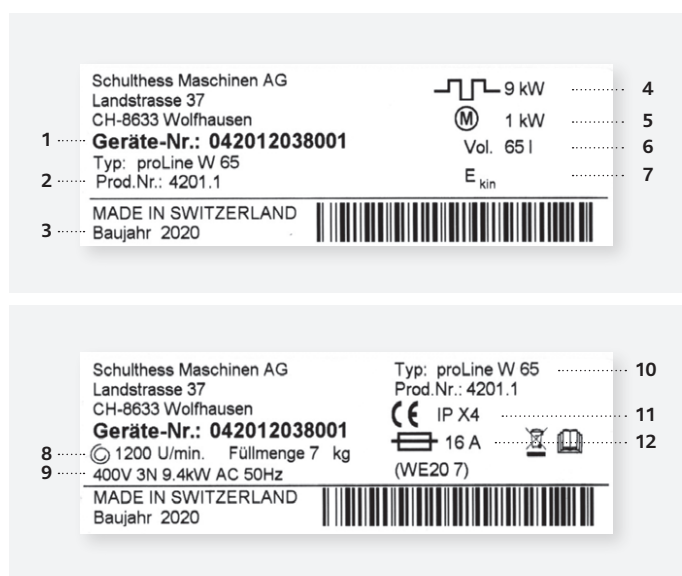 Schulthess Maschinen AG
Landstrasse 37
CH-8633 Wolfhausen
1 Geräte-Nr.: 042012038001
Typ: proLine W 65
2 Prod.Nr.: 4201.1
9 kW 4
M 1 kW 5
Vol. 65 l 6
E kin 7
MADE IN SWITZERLAND
3 Baujahr 2020
Schulthess Maschinen AG
Landstrasse 37
CH-8633 Wolfhausen
Geräte-Nr.: 042012038001
8 1200 U/min. Füllmenge 7 kg
9 400V 3N 9.4kW AC 50Hz
Typ: proLine W 65 10
Prod.Nr.: 4201.1
CE IP X4 11
16 A 12
(WE20 7)
MADE IN SWITZERLAND
Baujahr 2020